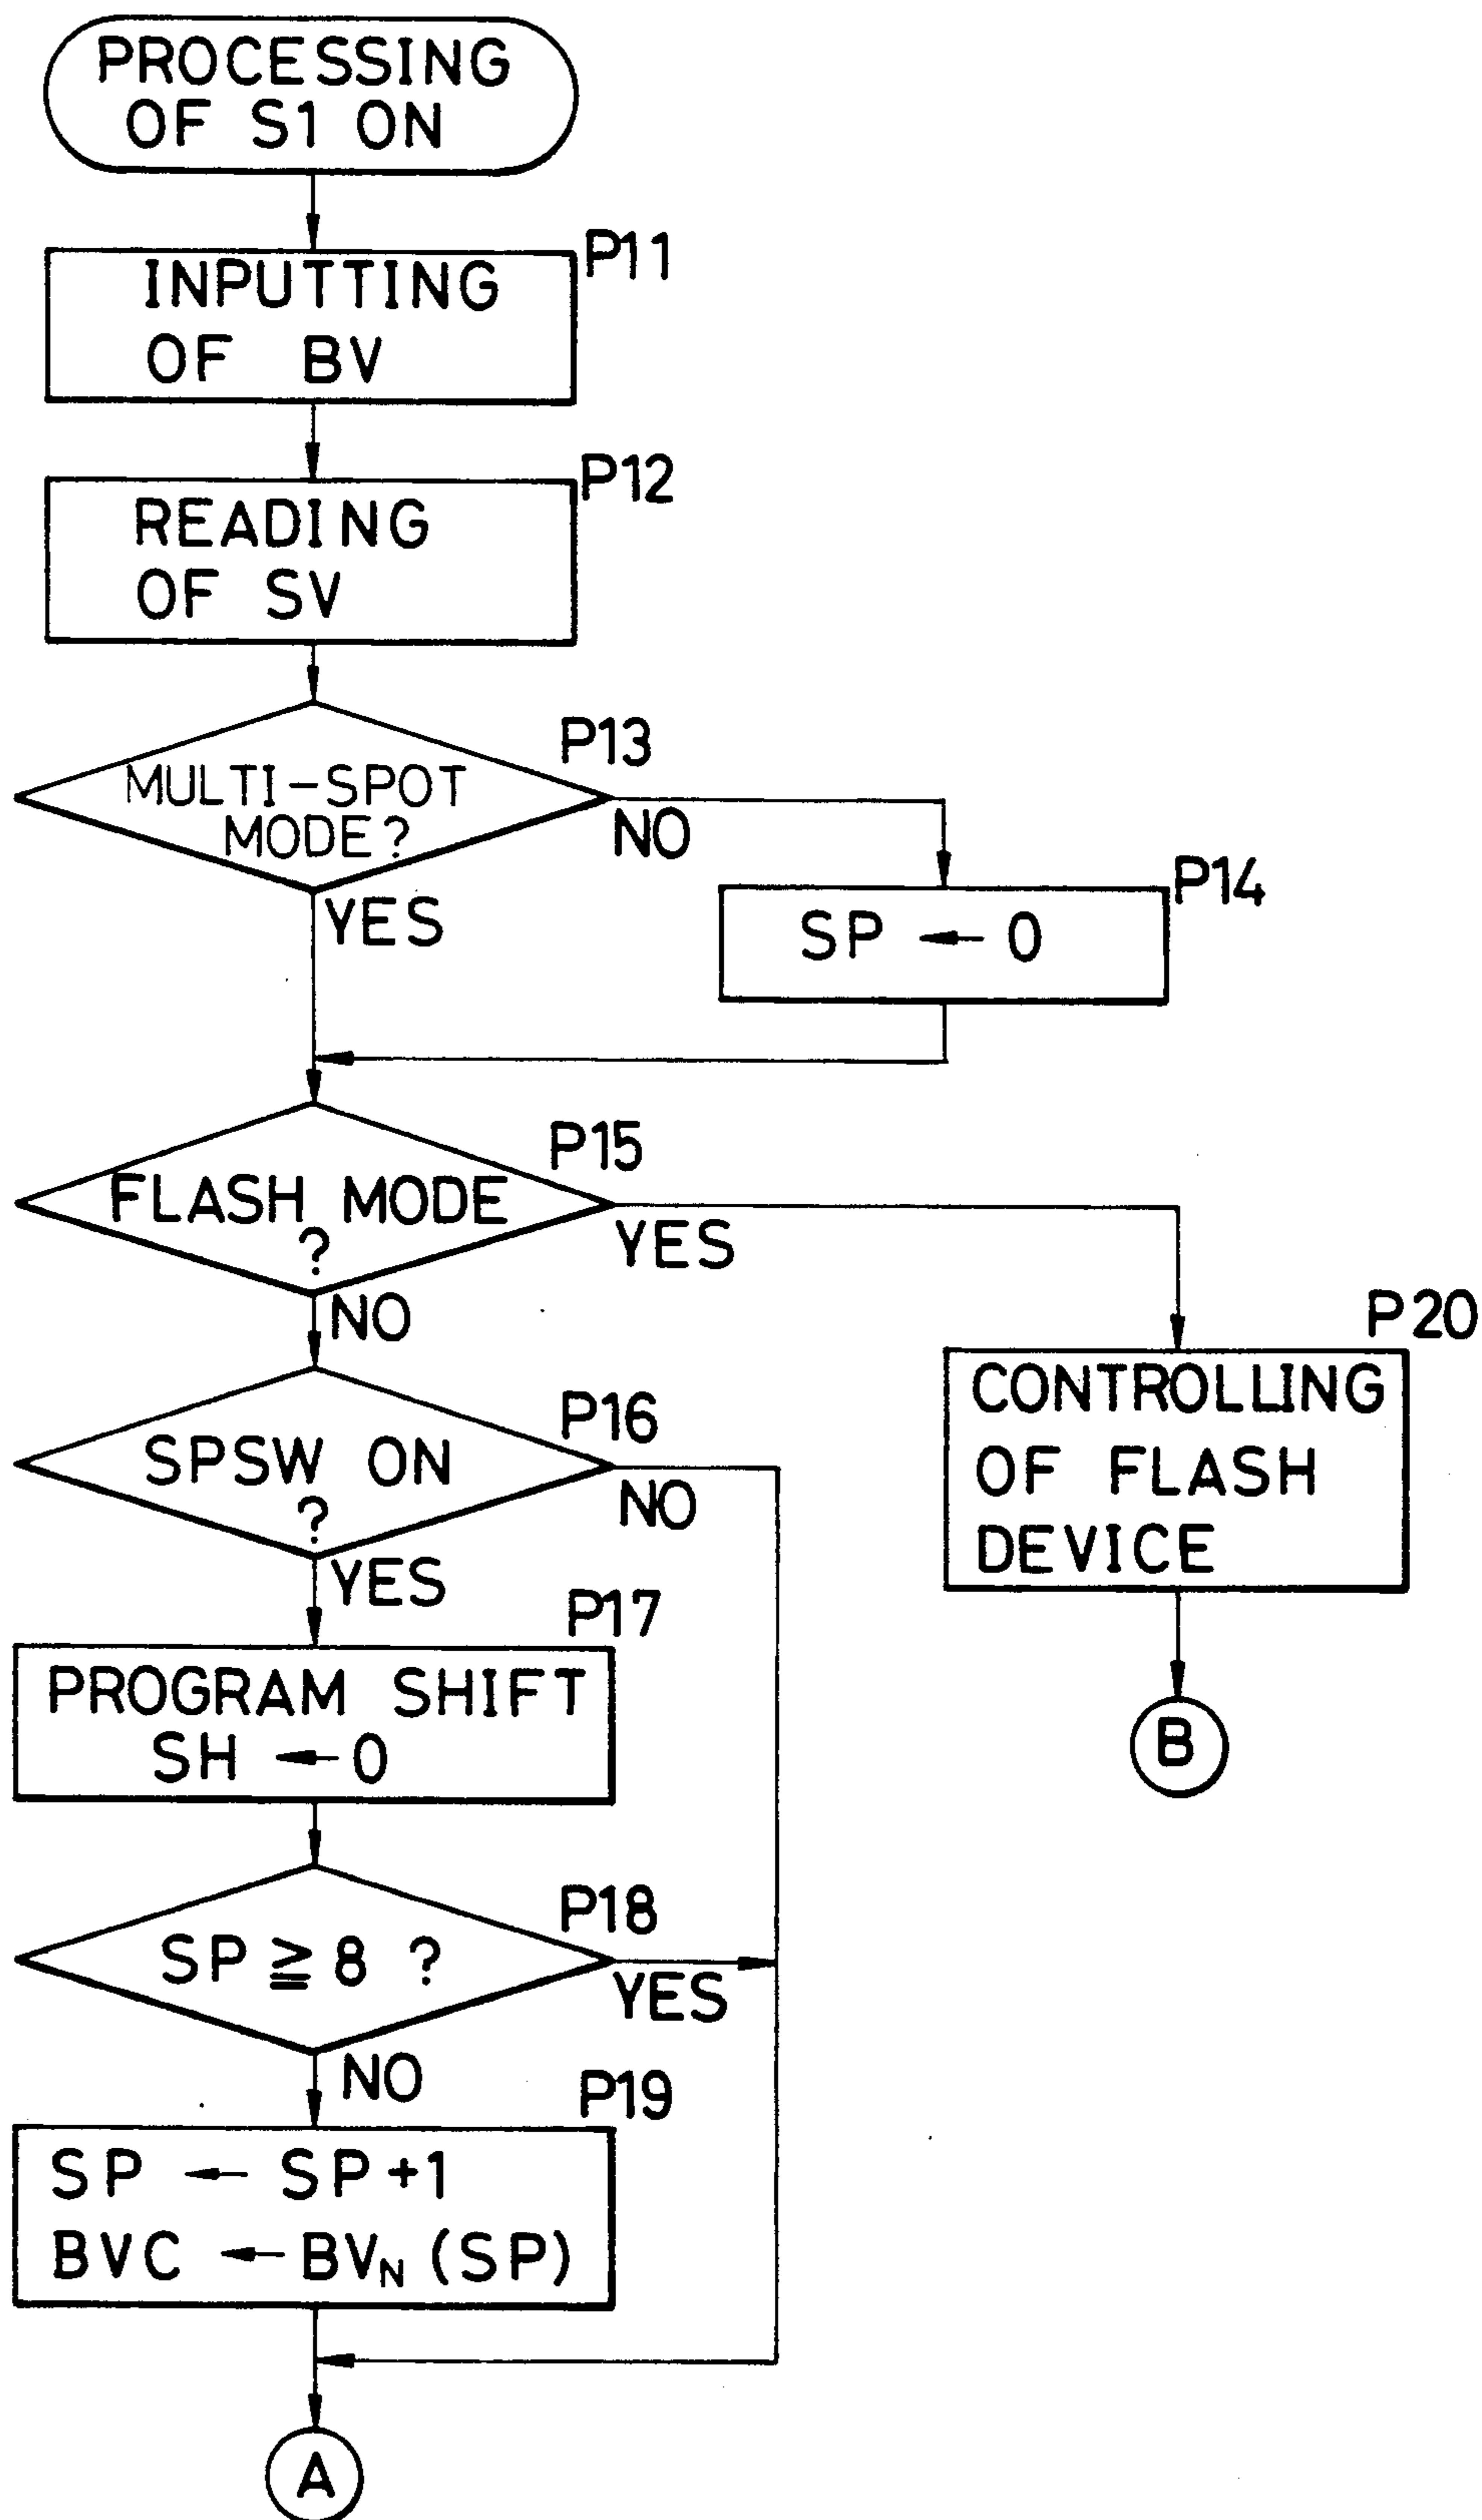 PROCESSING
OF S1 ON
P11
INPUTTING
OF BV
P12
READING
OF SV
P13
MULTI-SPOT
MODE?
NO
YES
P14
SP ← 0
P15
FLASH MODE
?
YES
NO
P20
CONTROLLING
OF FLASH
DEVICE
B
P16
SPSW ON
?
NO
YES
P17
PROGRAM SHIFT
SH ← 0
P18
SP ≧ 8 ?
YES
NO
P19
SP ← SP+1
BVC ← BV_N (SP)
A